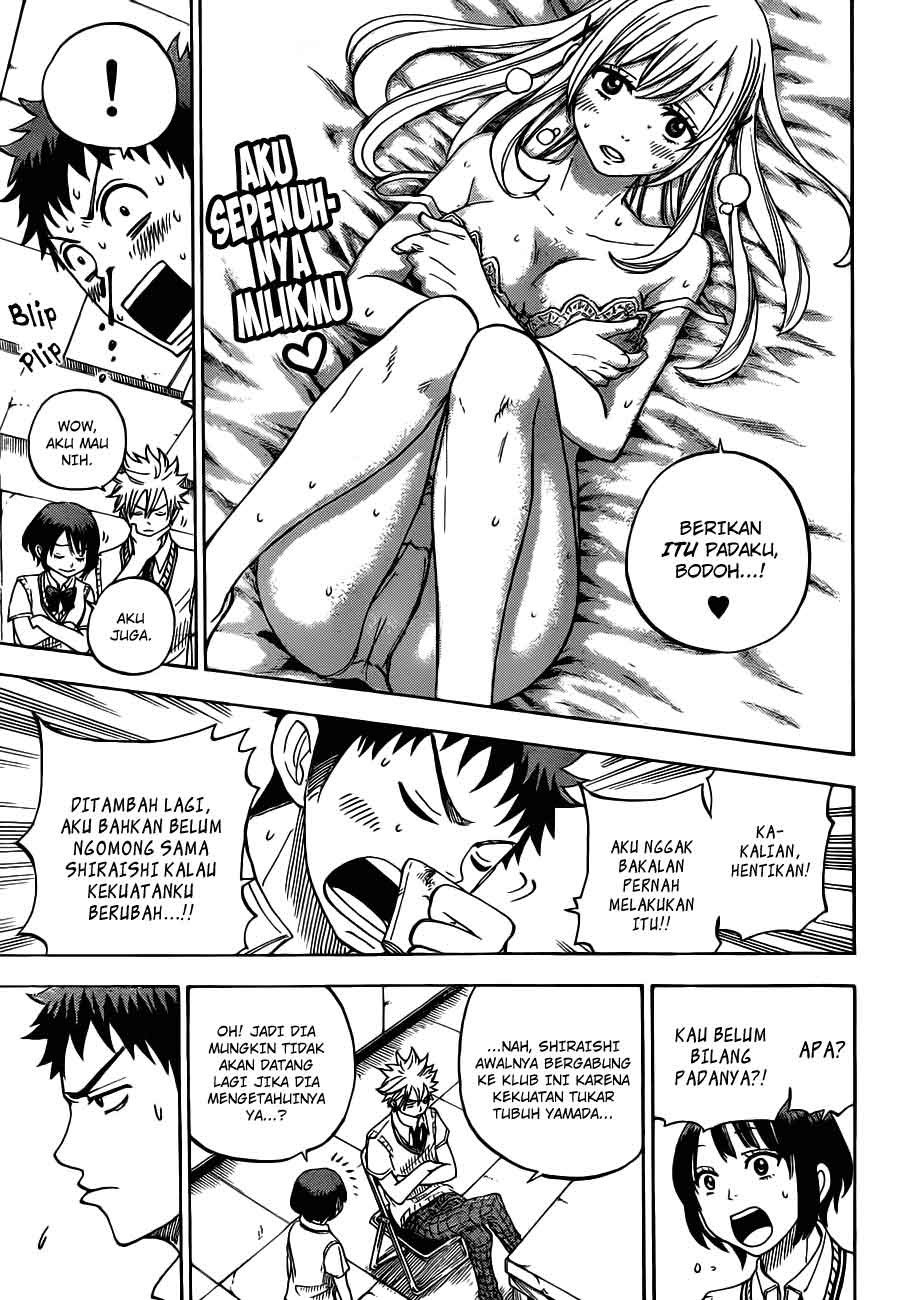 AKU
SEPENUH-
NYA
MILIKMU
BERIKAN
ITU PADAKU,
BODOH...!
!
Blip
Plip
WOW,
AKU MAU
NIH.
AKU
JUGA.
KA-
KALIAN,
HENTIKAN!
AKU NGGAK
BAKALAN
PERNAH
MELAKUKAN
ITU!!
DITAMBAH LAGI,
AKU BAHKAN BELUM
NGOMONG SAMA
SHIRAISHI KALAU
KEKUATANKU
BERUBAH...!!
APA?
KAU BELUM
BILANG
PADANYA?!
...NAH, SHIRAISHI
AWALNYA BERGABUNG
KE KLUB INI KARENA
KEKUATAN TUKAR
TUBUH YAMADA...
OH! JADI DIA
MUNGKIN TIDAK
AKAN DATANG
LAGI JIKA DIA
MENGETAHUINYA
YA...?